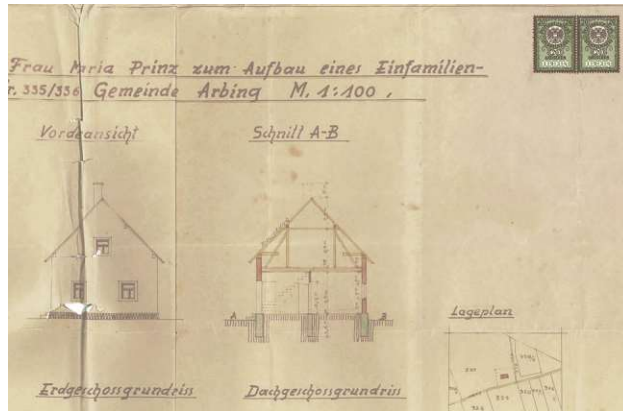 Frau Maria Prinz zum Aufbau eines Einfamilien-
r. 335/336 Gemeinde Arbing M. 1:100.
Vorderansicht
Schnitt A-B
A
B
Lageplan
Erdgeschossgrundriss
Dachgeschossgrundriss